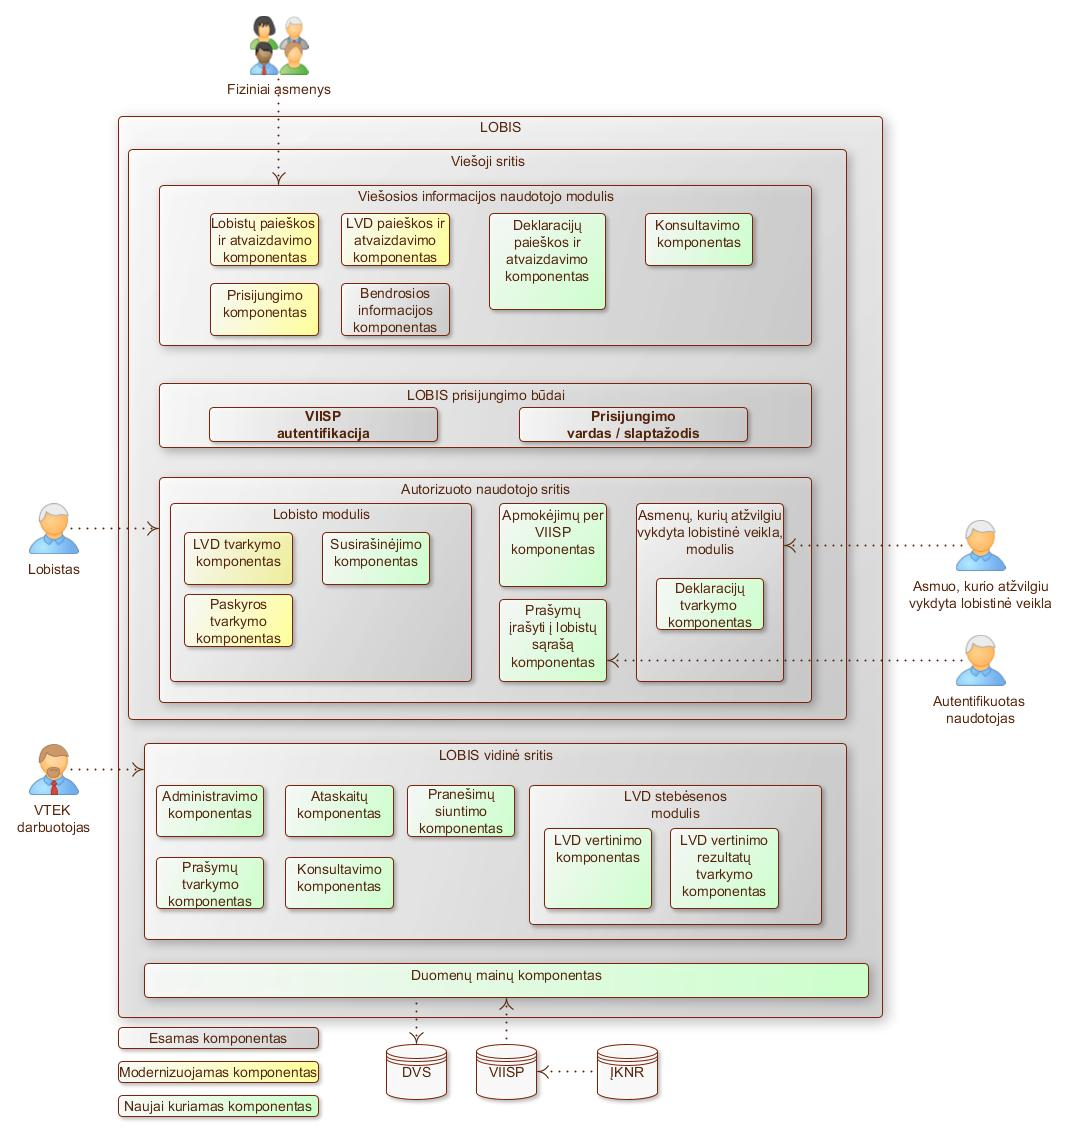 Fiziniai asmenys
LOBIS
Viešoji sritis
Viešosios informacijos naudotojo modulis
Lobistų paieškos
ir atvaizdavimo
komponentas
LVD paieškos ir
atvaizdavimo
komponentas
Deklaracijų
paieškos ir
atvaizdavimo
komponentas
Konsultavimo
komponentas
Prisijungimo
komponentas
Bendrosios
informacijos
komponentas
LOBIS prisijungimo būdai
VIISP
autentifikacija
Prisijungimo
vardas / slaptažodis
Autorizuoto naudotojo sritis
Lobisto modulis
LVD tvarkymo
komponentas
Susirašinėjimo
komponentas
Paskyros
tvarkymo
komponentas
Apmokėjimų per
VIISP
komponentas
Prašymų
įrašyti į lobistų
sąrašą
komponentas
Asmenų, kurių atžvilgiu
vykdyta lobistinė veikla,
modulis
Deklaracijų
tvarkymo
komponentas
Lobistas
Asmuo, kurio atžvilgiu
vykdyta lobistinė veikla
Autentifikuotas
naudotojas
VTEK
darbuotojas
LOBIS vidinė sritis
Administravimo
komponentas
Ataskaitų
komponentas
Pranešimų
siuntimo
komponentas
Prašymų
tvarkymo
komponentas
Konsultavimo
komponentas
LVD stebėsenos
modulis
LVD vertinimo
komponentas
LVD vertinimo
rezultatų
tvarkymo
komponentas
Duomenų mainų komponentas
Esamas komponentas
Modernizuojamas komponentas
Naujai kuriamas komponentas
DVS
VIISP
ĮKNR